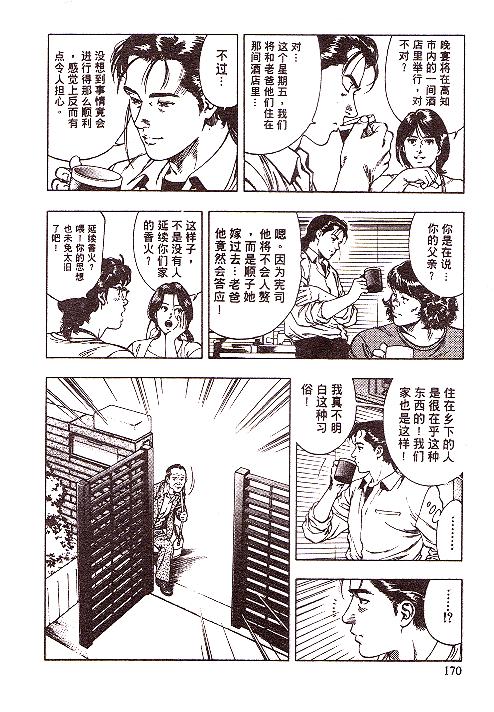 晚宴将在高知
市内的一间酒
店里举行，对
不对？
对。
这个星期五，我们
将和老爸他们住在
那间酒店里…
不过…
没想到事情竟会
进行得那么顺利
，感觉上反而有
点令人担心。
你是在说…
你的父亲？
嗯。因为宪司
他将不会入赘
，而是顺子她
嫁过去…老爸
他竟然会答应！
这样子，
不是没有人
延续你们家
的香火？
延续香火？
喂！你的思想
也未免太旧
了吧！
住在乡下的人
是很在乎这种
东西的！我们
家也是这样！
我真不明
白这种习
俗！
………
……!?
170